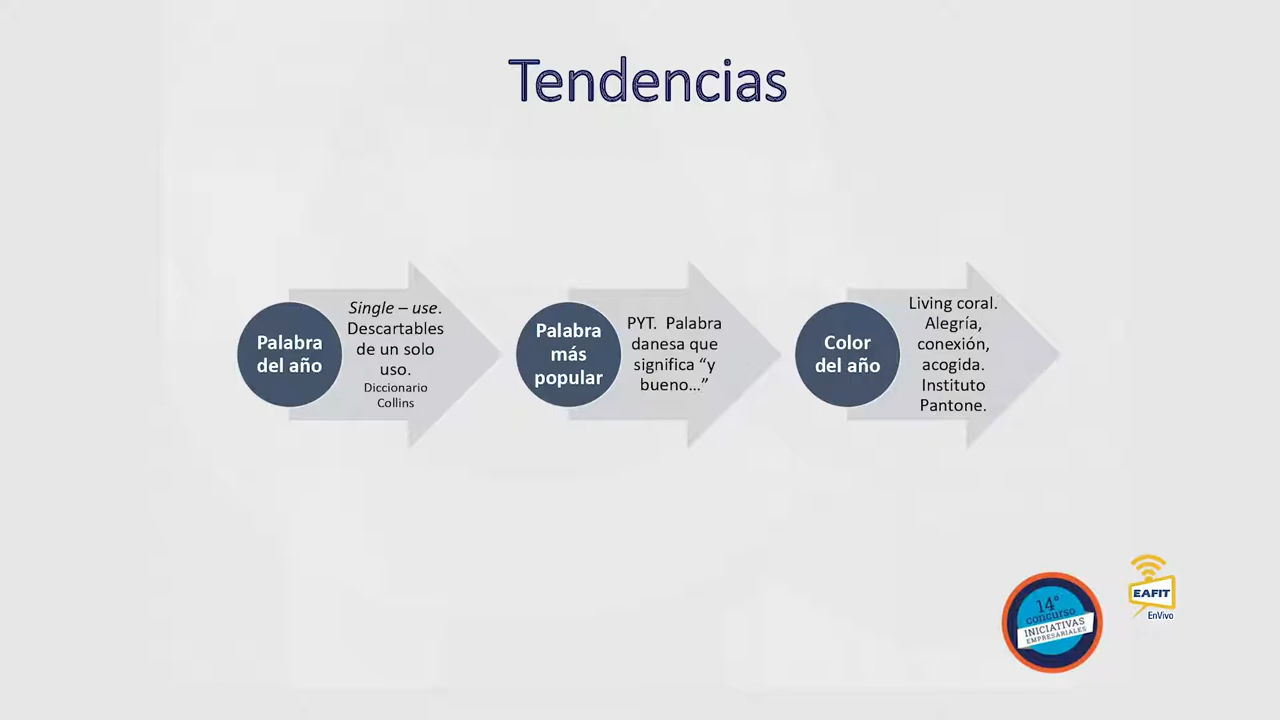 Tendencias
Palabra
del año
Single – use.
Descartables
de un solo
uso.
Diccionario
Collins
Palabra
más
popular
PYT. Palabra
danesa que
significa “y
bueno...”
Color
del año
Living coral.
Alegría,
conexión,
acogida.
Instituto
Pantone.
14°
concurso
INICIATIVAS
EMPRESARIALES
EAFIT
EnVivo